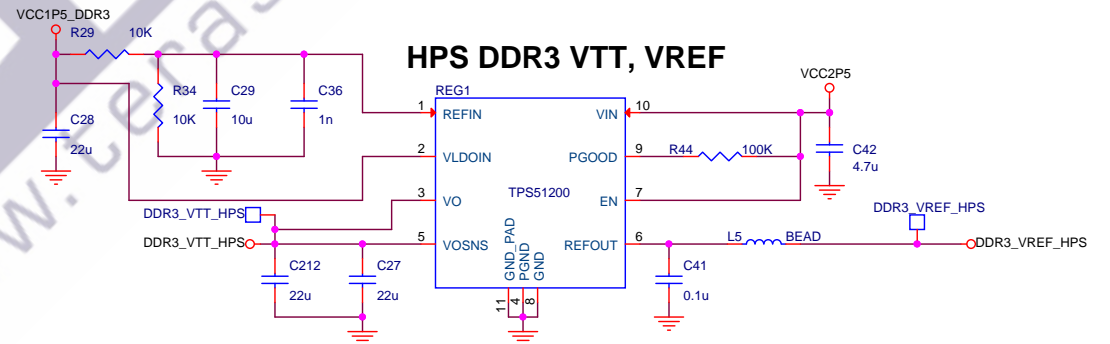 VCC1P5_DDR3
R29 10K
HPS DDR3 VTT, VREF
VCC2P5
REG1
R34
10K
C29
10u
C36
1n
C28
22u
1 REFIN
VIN 10
2 VLDOIN
PGOOD 9
R44 100K
C42
4.7u
3 VO
TPS51200
EN 7
DDR3_VTT_HPS
DDR3_VREF_HPS
DDR3_VTT_HPS
5 VOSNS
REFOUT 6
L5 BEAD
DDR3_VREF_HPS
GND_PAD
PGND
GND
C212
22u
C27
22u
C41
0.1u
11
4
8
w.teras